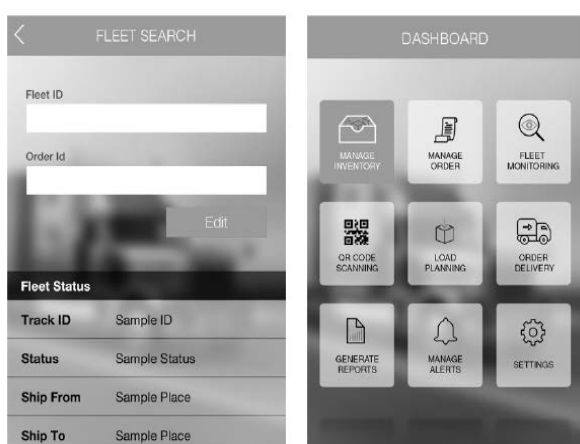 FLEET SEARCH
Fleet ID
Order Id
Edit
Fleet Status
Track ID Sample ID
Status Sample Status
Ship From Sample Place
Ship To Sample Place
DASHBOARD
MANAGE
INVENTORY
MANAGE
ORDER
FLEET
MONITORING
QR CODE
SCANNING
LOAD
PLANNING
ORDER
DELIVERY
GENERATE
REPORTS
MANAGE
ALERTS
SETTINGS